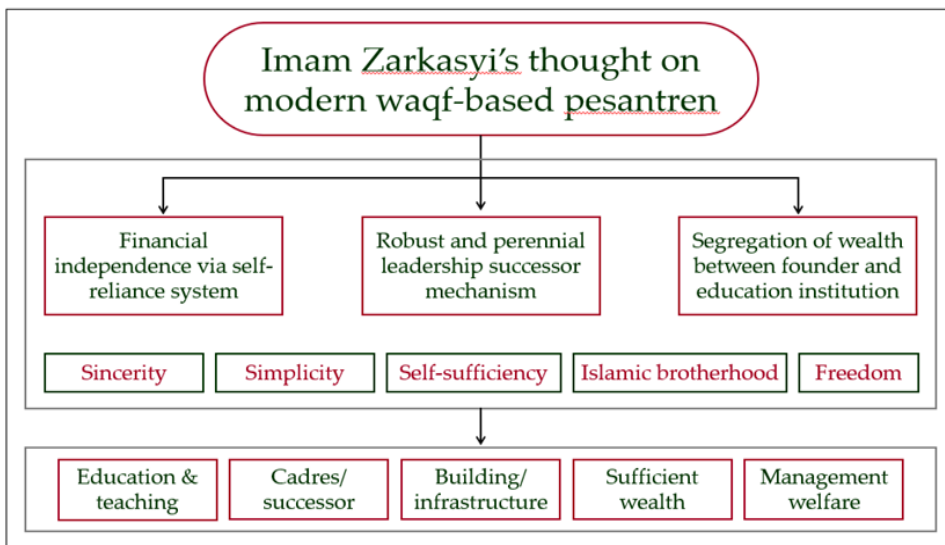 Imam Zarkasyi's thought on
modern waqf-based pesantren
Financial
independence via self-
reliance system
Robust and perennial
leadership successor
mechanism
Segregation of wealth
between founder and
education institution
Sincerity
Simplicity
Self-sufficiency
Islamic brotherhood
Freedom
Education &
teaching
Cadres/
successor
Building/
infrastructure
Sufficient
wealth
Management
welfare